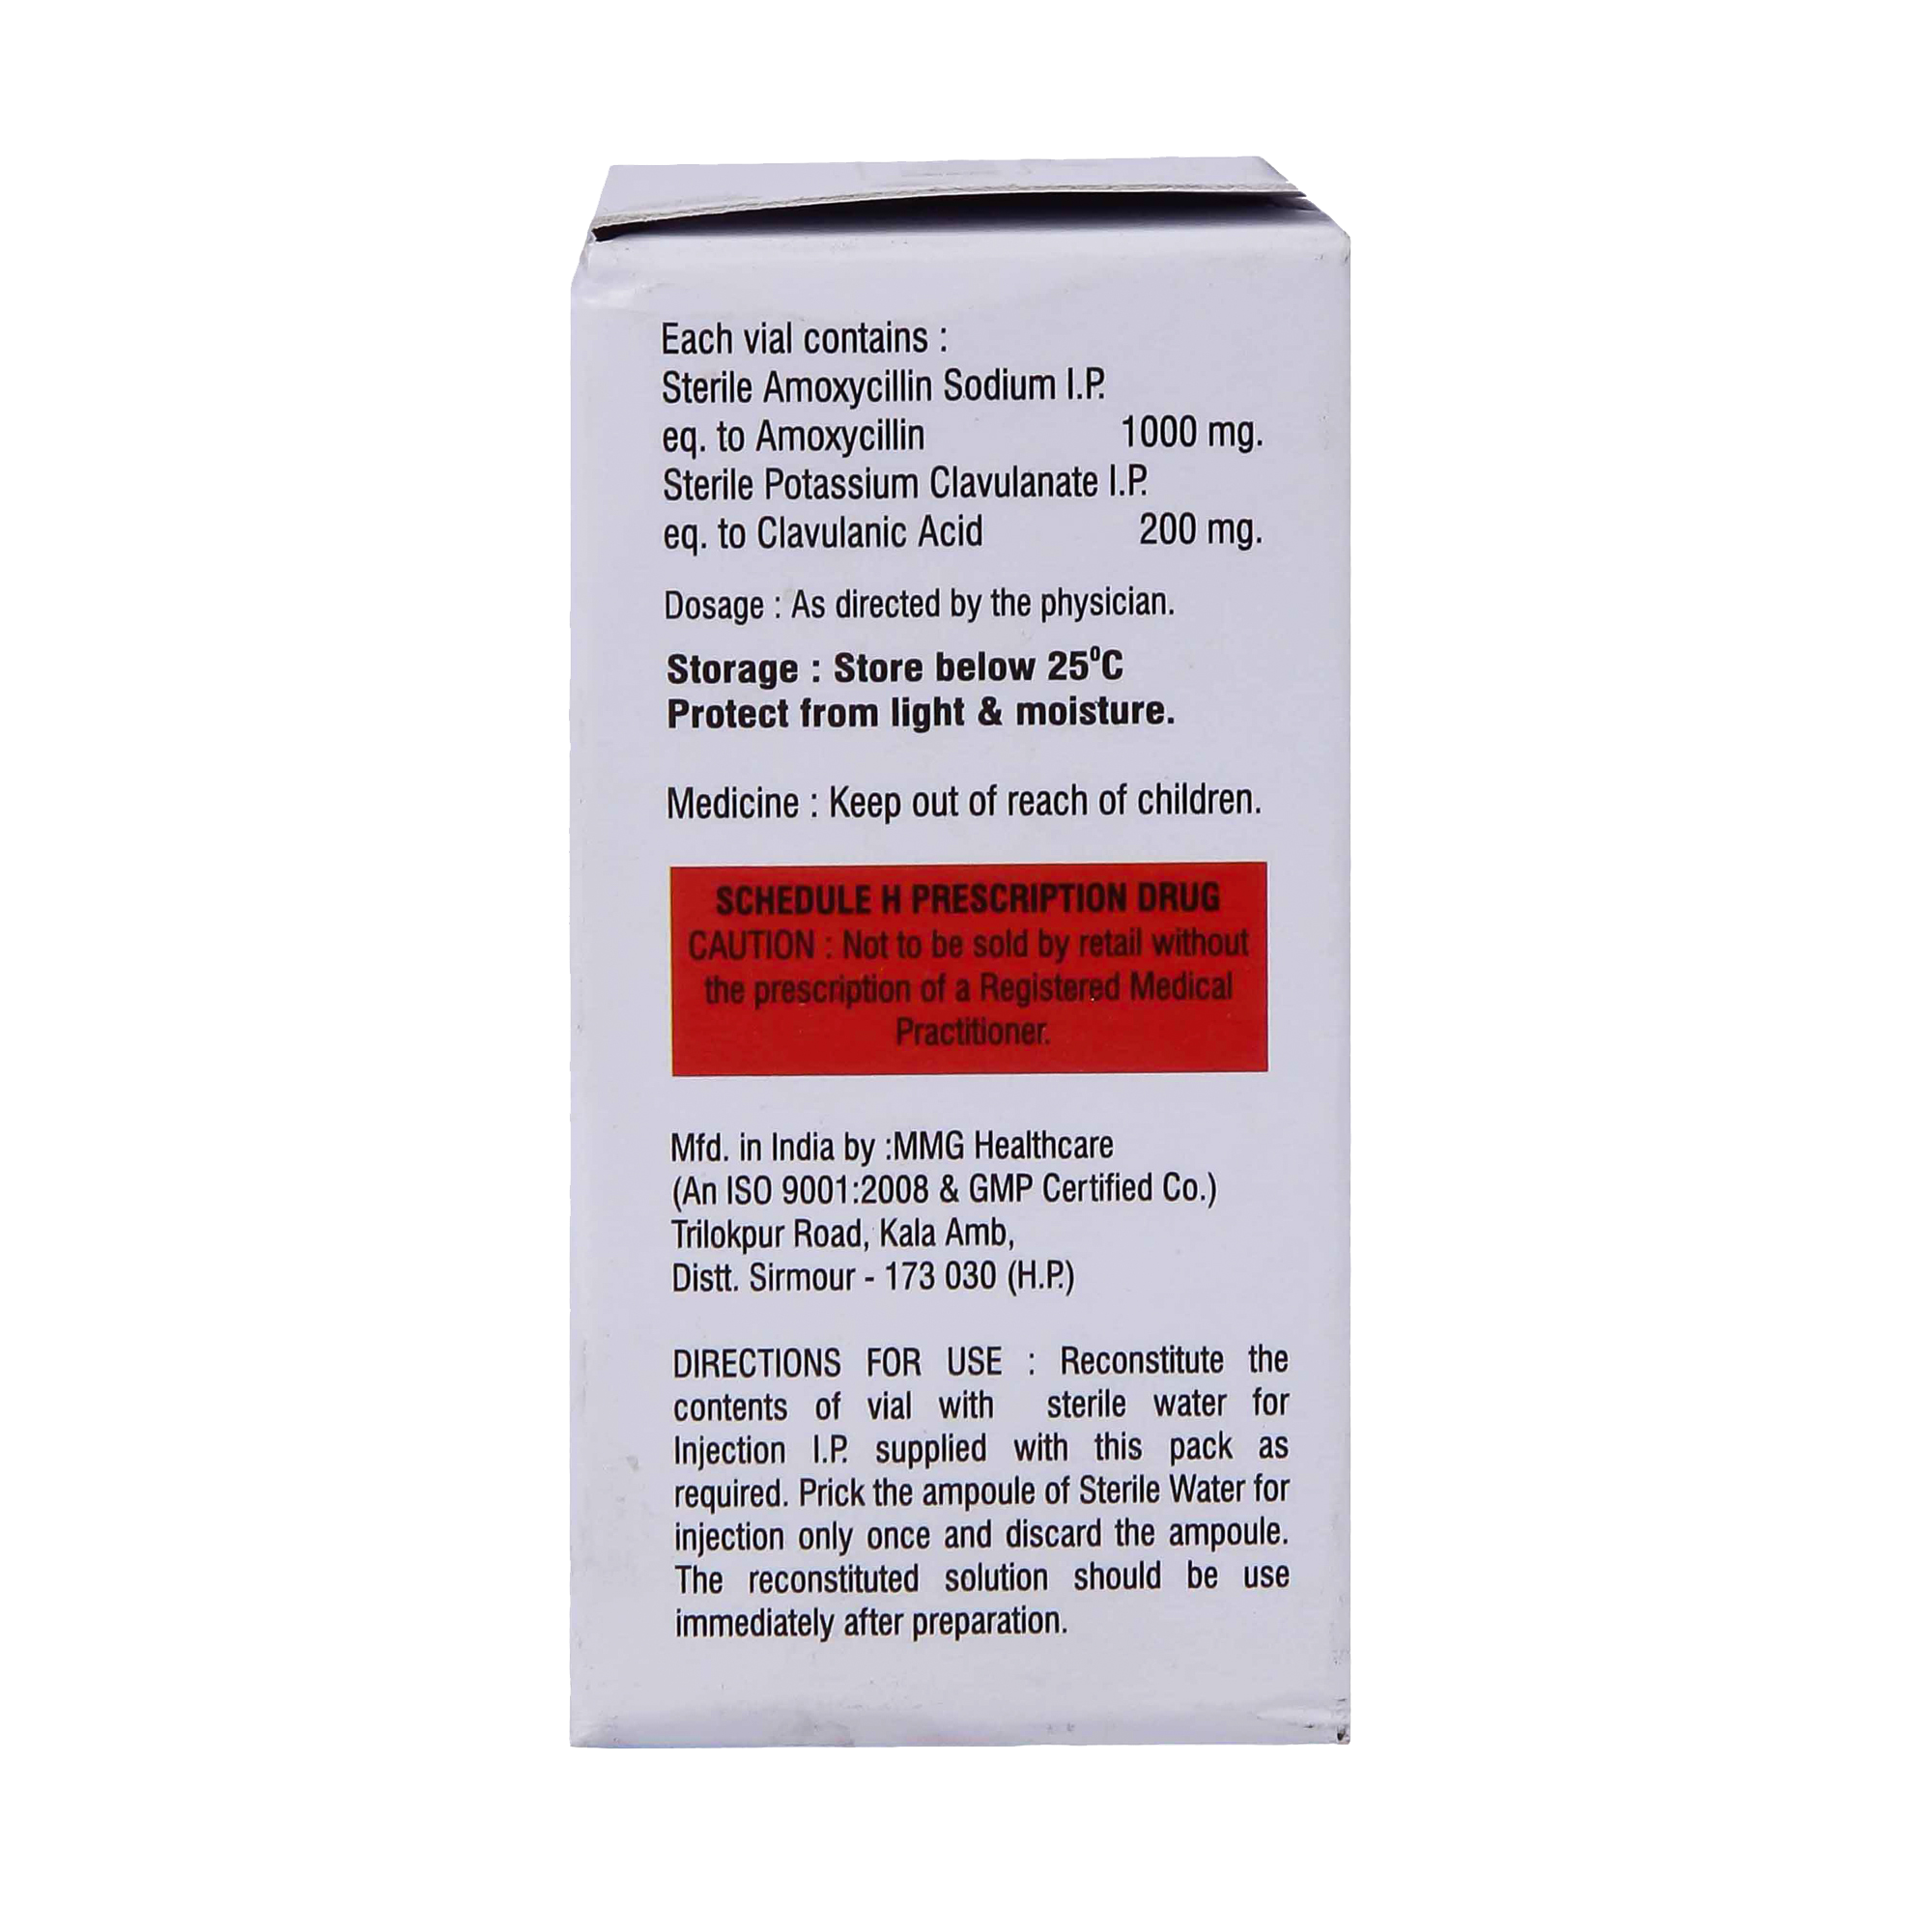 Each vial contains :
Sterile Amoxycillin Sodium I.P.
eq. to Amoxycillin 1000 mg.
Sterile Potassium Clavulanate I.P.
eq. to Clavulanic Acid 200 mg.
Dosage : As directed by the physician.
Storage : Store below 25⁰C
Protect from light & moisture.
Medicine : Keep out of reach of children.
SCHEDULE H PRESCRIPTION DRUG
CAUTION : Not to be sold by retail without
the prescription of a Registered Medical
Practitioner.
Mfd. in India by :MMG Healthcare
(An ISO 9001:2008 & GMP Certified Co.)
Trilokpur Road, Kala Amb,
Distt. Sirmour - 173 030 (H.P.)
DIRECTIONS FOR USE : Reconstitute the
contents of vial with sterile water for
Injection I.P. supplied with this pack as
required. Prick the ampoule of Sterile Water for
injection only once and discard the ampoule.
The reconstituted solution should be use
immediately after preparation.